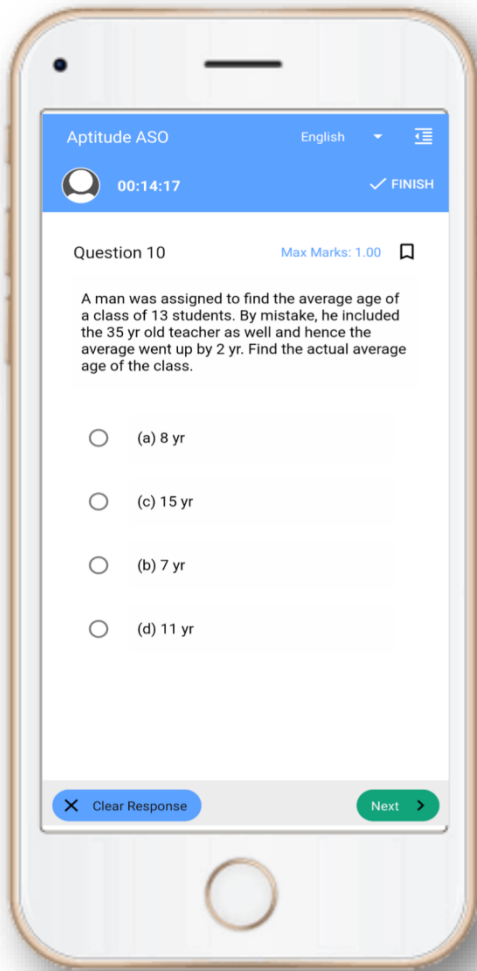 Aptitude ASO
English
00:14:17
FINISH
Question 10
Max Marks: 1.00
A man was assigned to find the average age of
a class of 13 students. By mistake, he included
the 35 yr old teacher as well and hence the
average went up by 2 yr. Find the actual average
age of the class.
(a) 8 yr
(c) 15 yr
(b) 7 yr
(d) 11 yr
Clear Response
Next